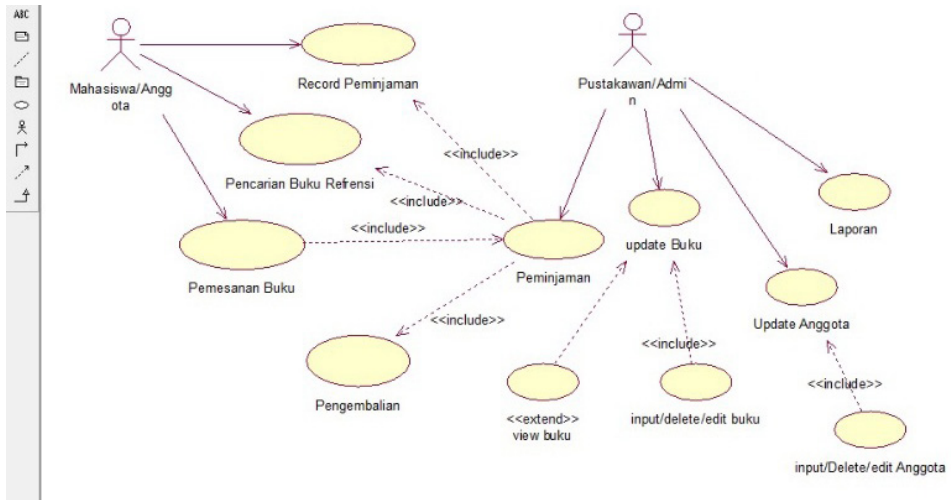 ABC
Mahasiswa/Angg
ota
Record Peminjaman
Pustakawan/Admi
n
<<include>>
Pencarian Buku Refrensi
<<include>>
<<include>>
Pemesanan Buku
Peminjaman
update Buku
Laporan
<<include>>
Pengembalian
<<include>>
Update Anggota
<<extend>>
view buku
input/delete/edit buku
<<include>>
input/Delete/edit Anggota